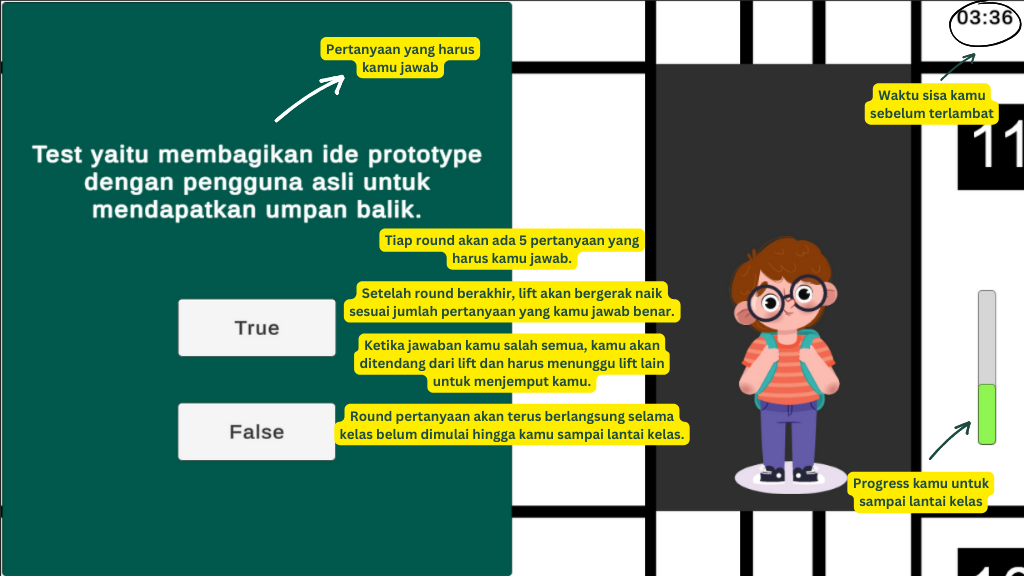 Pertanyaan yang harus
kamu jawab
03:36
Waktu sisa kamu
sebelum terlambat
11
Test yaitu membagikan ide prototype
dengan pengguna asli untuk
mendapatkan umpan balik.
Tiap round akan ada 5 pertanyaan yang
harus kamu jawab.
Setelah round berakhir, lift akan bergerak naik
sesuai jumlah pertanyaan yang kamu jawab benar.
True
Ketika jawaban kamu salah semua, kamu akan
ditendang dari lift dan harus menunggu lift lain
untuk menjemput kamu.
False
Round pertanyaan akan terus berlangsung selama
kelas belum dimulai hingga kamu sampai lantai kelas.
Progress kamu untuk
sampai lantai kelas